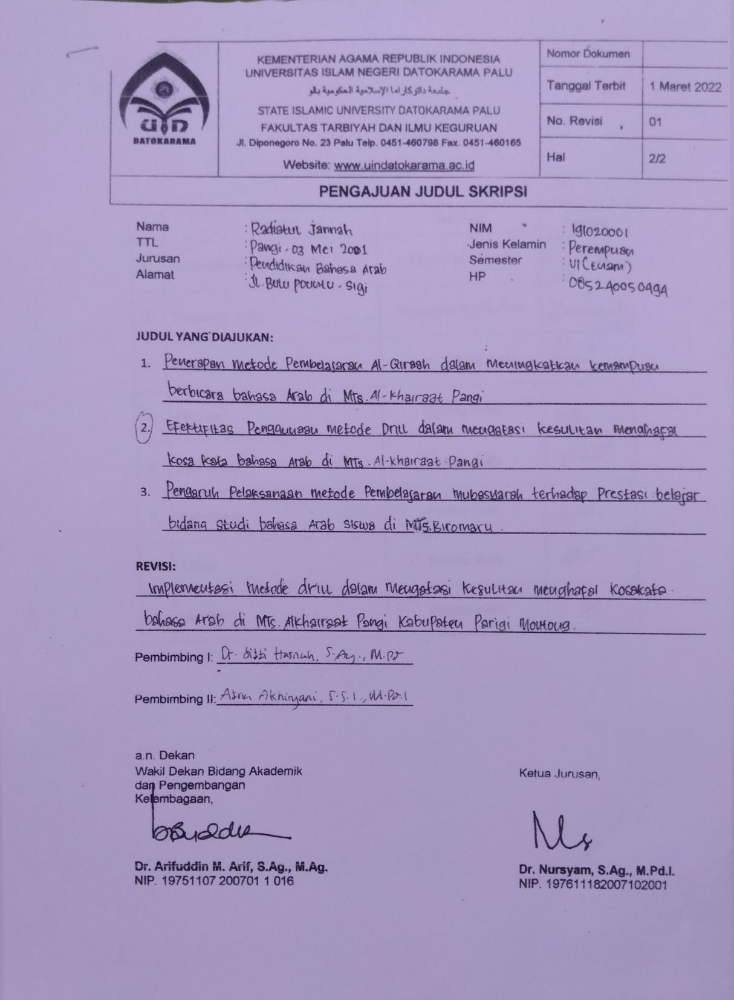 UIN
DATOKARAMA
KEMENTERIAN AGAMA REPUBLIK INDONESIA
UNIVERSITAS ISLAM NEGERI DATOKARAMA PALU
جامعة داتوكاراما الإسلامية الحكومية بالو
STATE ISLAMIC UNIVERSITY DATOKARAMA PALU
FAKULTAS TARBIYAH DAN ILMU KEGURUAN
Jl. Diponegoro No. 23 Palu Telp. 0451-460798 Fax. 0451-460165
Website: www.uindatokarama.ac.id
Nomor Dokumen
Tanggal Terbit 1 Maret 2022
No. Revisi 01
Hal 2/2
PENGAJUAN JUDUL SKRIPSI
Nama : Radiatul Jannah NIM : 191020001
TTL : Pangi, 03 Mei 2001 Jenis Kelamin : Perempuan
Jurusan : Pendidikan Bahasa Arab Semester : VI (Enam)
Alamat : Jl. Bulu - Sigi HP : 085240050494
JUDUL YANG DIAJUKAN:
1. Penerapan metode Pembelajaran Al-Qiraah dalam Meningkatkan kemampuan
berbicara bahasa Arab di MTs. Al-khairaat Pangi
2. Efektifitas Penggunaan metode Drill dalam mengatasi kesulitan menghafal
kosa kata bahasa Arab di MTs. Al-khairaat Pangi
3. Pengaruh Pelaksanaan metode Pembelajaran mubasyarah terhadap Prestasi belajar
bidang studi bahasa Arab siswa di MTS. Biromaru.
REVISI:
Implementasi metode drill dalam Mengatasi Kesulitan menghafal Kosakata
bahasa Arab di MTs. Alkhairaat Pangi Kabupaten Parigi Moutong.
Pembimbing I: Dr. Sitti Hasnah, S.Ag., M.Pd
Pembimbing II: Atna Akhiryani, S.S.I., M.Pd.I
a.n. Dekan
Wakil Dekan Bidang Akademik
dan Pengembangan
Kelembagaan,
Ketua Jurusan,
Dr. Arifuddin M. Arif, S.Ag., M.Ag.
NIP. 19751107 200701 1 016
Dr. Nursyam, S.Ag., M.Pd.I.
NIP. 197611182007102001